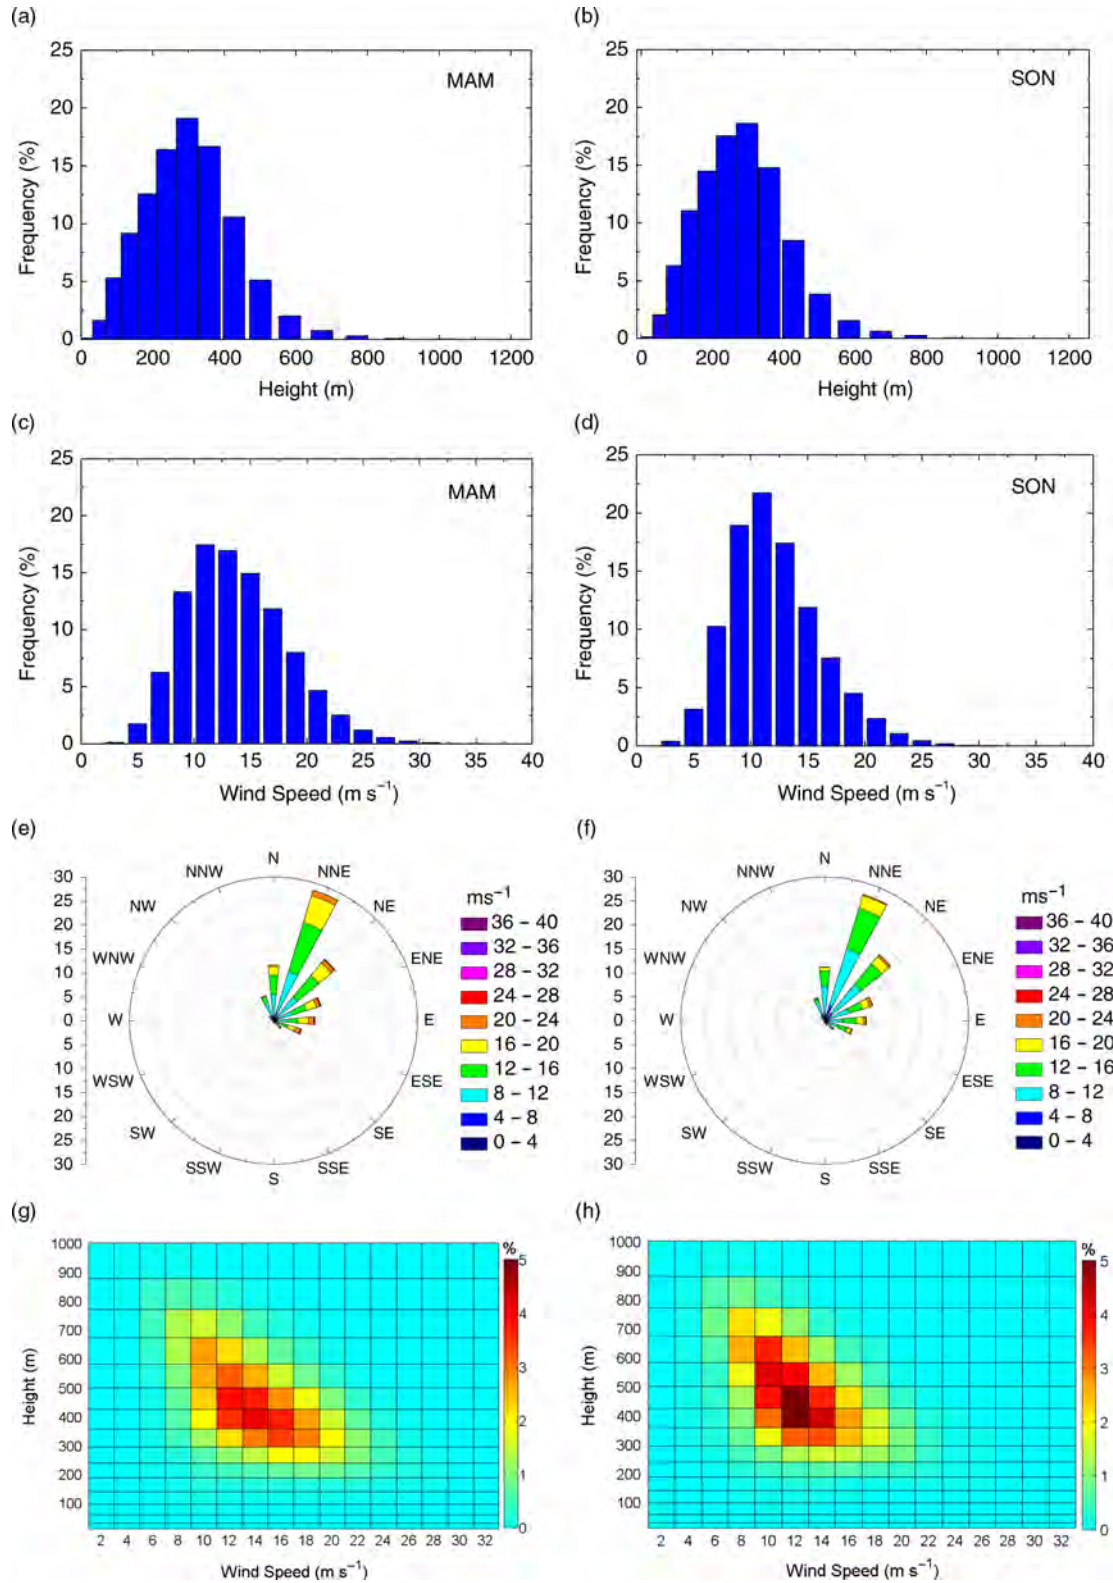 (a)
(b)
25
20
15
10
5
0
Frequency (%)
MAM
200 400 600 800 1000 1200
Height (m)
25
20
15
10
5
0
Frequency (%)
SON
0 200 400 600 800 1000 1200
Height (m)
(c)
(d)
25
20
15
10
5
0
Frequency (%)
MAM
0 5 10 15 20 25 30 35 40
Wind Speed (m s⁻¹)
25
20
15
10
5
0
Frequency (%)
SON
0 5 10 15 20 25 30 35 40
Wind Speed (m s⁻¹)
(e)
(f)
30
25
20
15
10
5
0
5
10
15
20
25
30
N
NNE
NE
ENE
E
ESE
SE
SSE
S
SSW
SW
WSW
W
WNW
NW
NNW
ms⁻¹
36 – 40
32 – 36
28 – 32
24 – 28
20 – 24
16 – 20
12 – 16
8 – 12
4 – 8
0 – 4
30
25
20
15
10
5
0
5
10
15
20
25
30
N
NNE
NE
ENE
E
ESE
SE
SSE
S
SSW
SW
WSW
W
WNW
NW
NNW
ms⁻¹
36 – 40
32 – 36
28 – 32
24 – 28
20 – 24
16 – 20
12 – 16
8 – 12
4 – 8
0 – 4
(g)
(h)
1000
900
800
700
600
500
400
300
200
100
Height (m)
2 4 6 8 10 12 14 16 18 20 22 24 26 28 30 32
Wind Speed (m s⁻¹)
%
5
4
3
2
1
0
1000
900
800
700
600
500
400
300
200
100
Height (m)
2 4 6 8 10 12 14 16 18 20 22 24 26 28 30 32
Wind Speed (m s⁻¹)
%
5
4
3
2
1
0